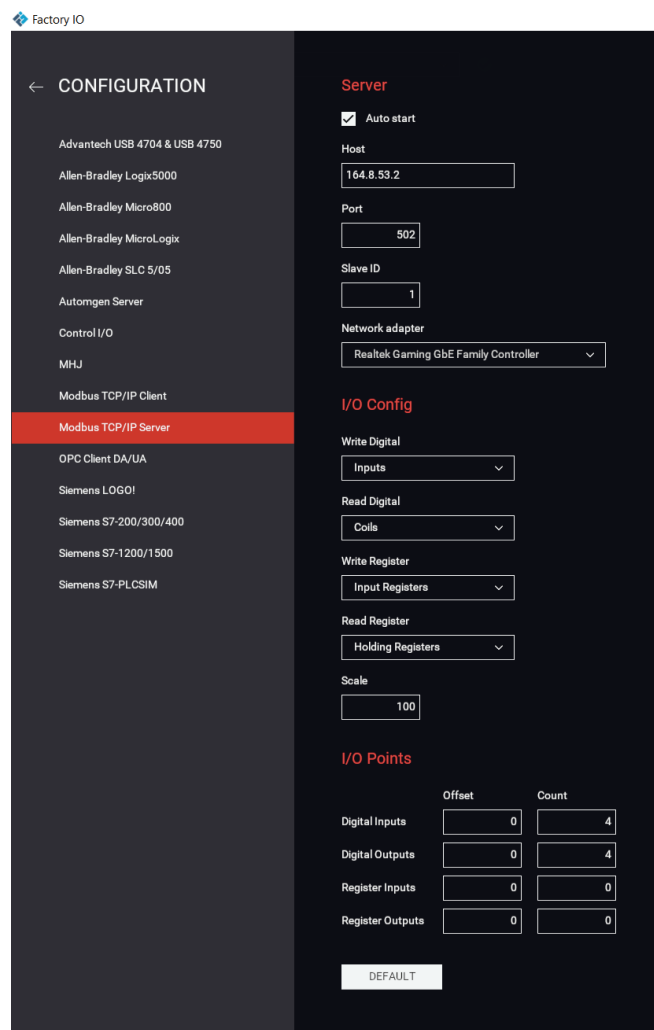 Factory IO
← CONFIGURATION
Advantech USB 4704 & USB 4750
Allen-Bradley Logix5000
Allen-Bradley Micro800
Allen-Bradley MicroLogix
Allen-Bradley SLC 5/05
Automgen Server
Control I/O
MHJ
Modbus TCP/IP Client
Modbus TCP/IP Server
OPC Client DA/UA
Siemens LOGO!
Siemens S7-200/300/400
Siemens S7-1200/1500
Siemens S7-PLCSIM
Server
Auto start
Host
164.8.53.2
Port
502
Slave ID
1
Network adapter
Realtek Gaming GbE Family Controller
I/O Config
Write Digital
Inputs
Read Digital
Coils
Write Register
Input Registers
Read Register
Holding Registers
Scale
100
I/O Points
Offset Count
Digital Inputs 0 4
Digital Outputs 0 4
Register Inputs 0 0
Register Outputs 0 0
DEFAULT